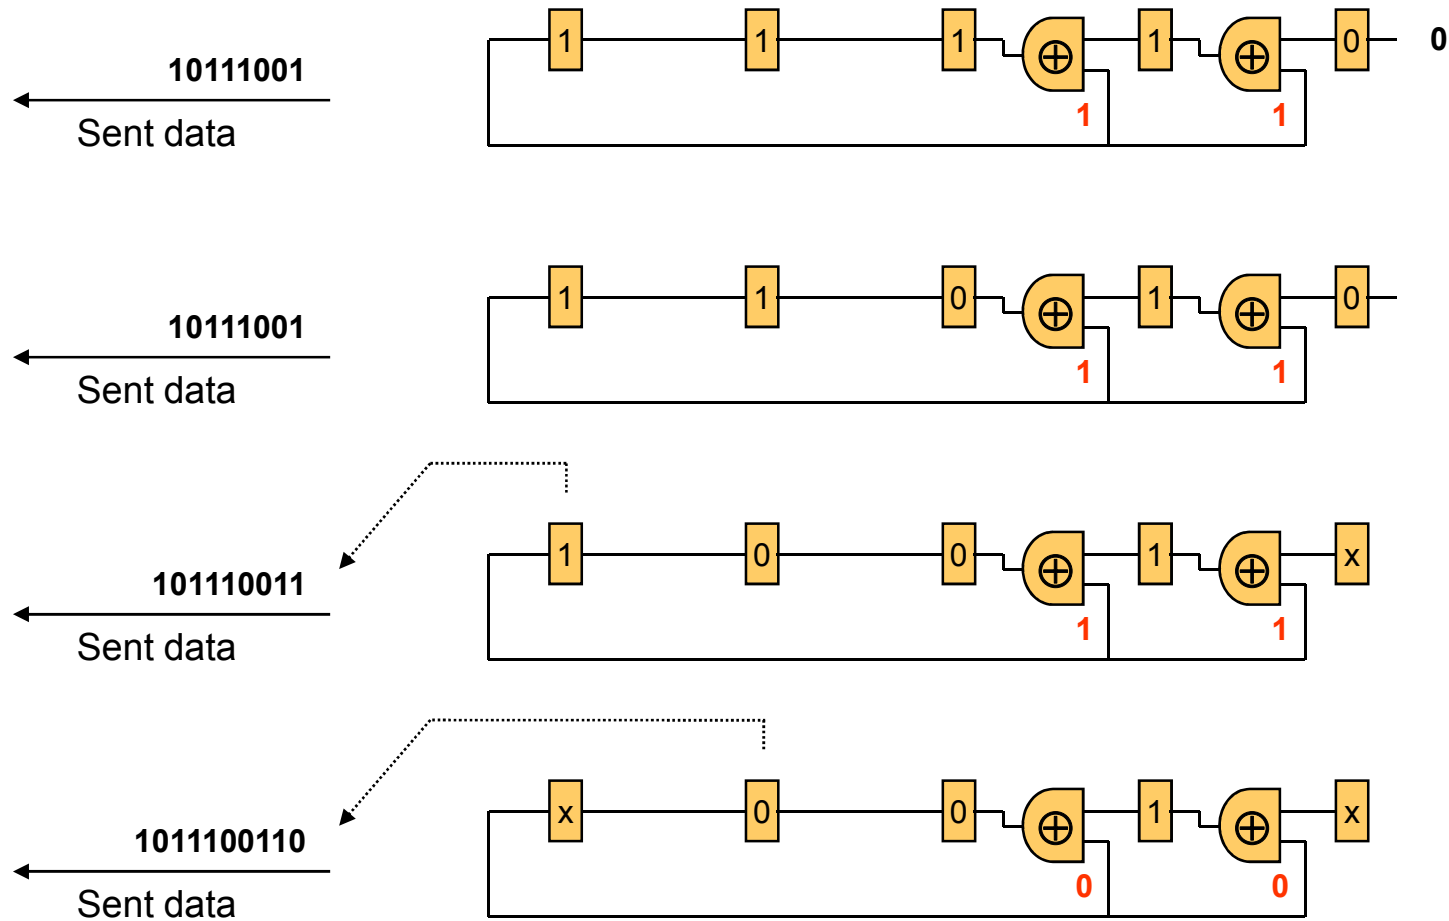 1 1 1 ⊕ 1 ⊕ 0 0
10111001
1 1
Sent data
1 1 0 ⊕ 1 ⊕ 0
10111001
1 1
Sent data
1 0 0 ⊕ 1 ⊕ x
101110011
1 1
Sent data
x 0 0 ⊕ 1 ⊕ x
1011100110
0 0
Sent data